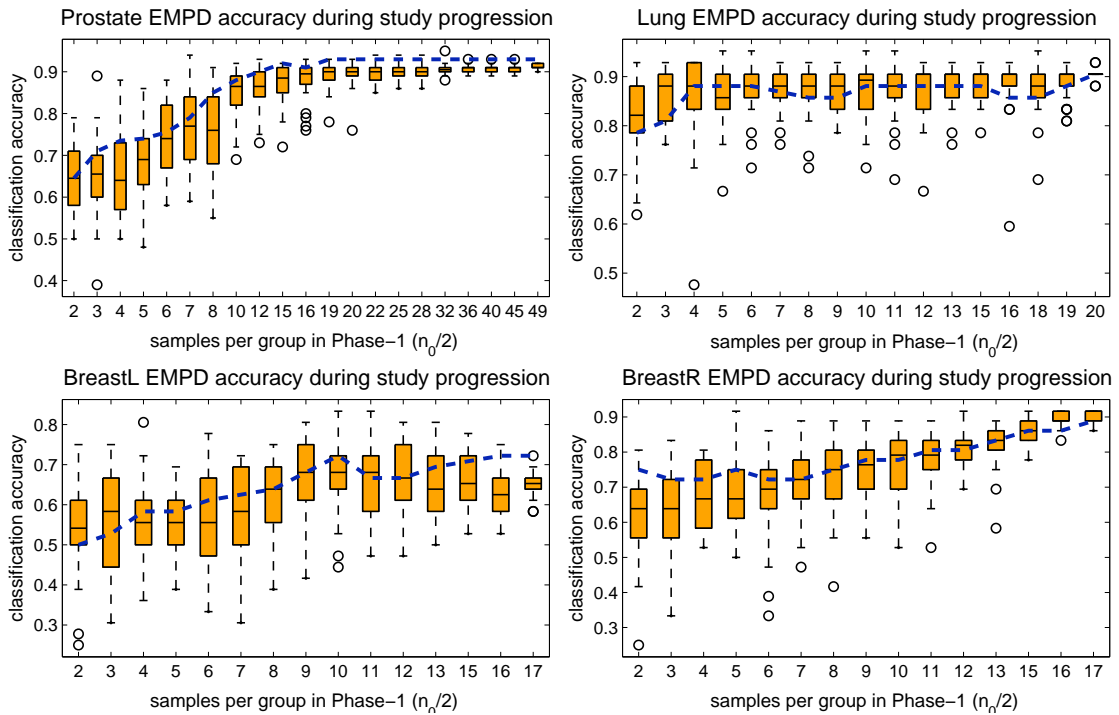 Prostate EMPD accuracy during study progression
classification accuracy
0.9
0.8
0.7
0.6
0.5
0.4
2 3 4 5 6 7 8 10 12 15 16 19 20 22 25 28 32 36 40 45 49
samples per group in Phase−1 (n0/2)
Lung EMPD accuracy during study progression
classification accuracy
0.9
0.8
0.7
0.6
0.5
2 3 4 5 6 7 8 9 10 11 12 13 15 16 18 19 20
samples per group in Phase−1 (n0/2)
BreastL EMPD accuracy during study progression
classification accuracy
0.8
0.7
0.6
0.5
0.4
0.3
2 3 4 5 6 7 8 9 10 11 12 13 15 16 17
samples per group in Phase−1 (n0/2)
BreastR EMPD accuracy during study progression
classification accuracy
0.9
0.8
0.7
0.6
0.5
0.4
0.3
2 3 4 5 6 7 8 9 10 11 12 13 15 16 17
samples per group in Phase−1 (n0/2)